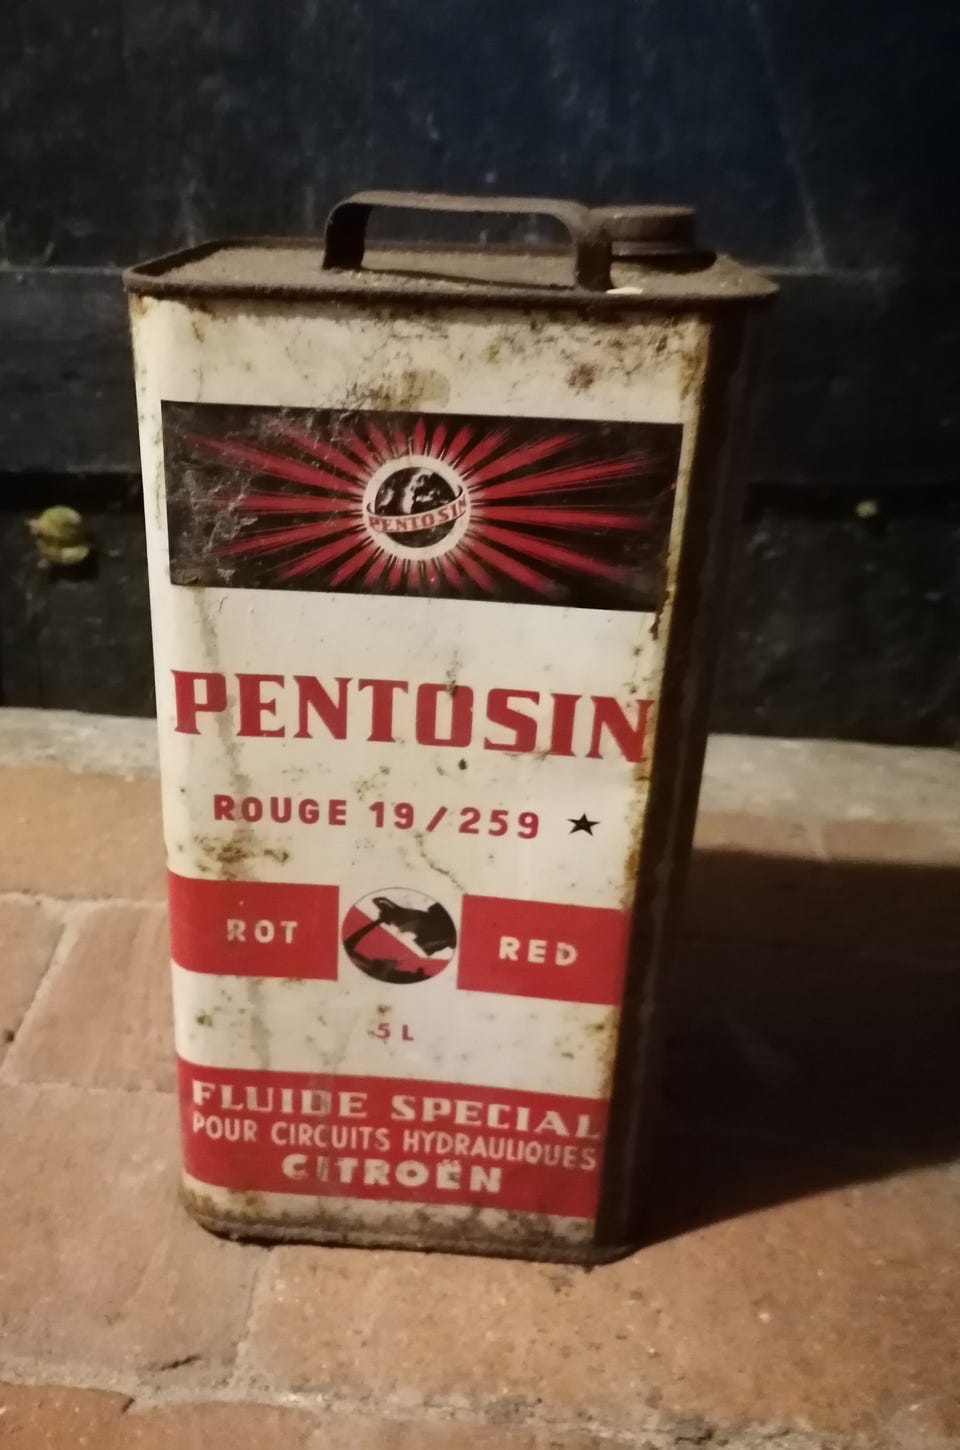 PENTOSIN
PENTOSIN
ROUGE 19/259 ★
ROT
RED
5 L
FLUIDE SPECIAL
POUR CIRCUITS HYDRAULIQUES
CITROËN